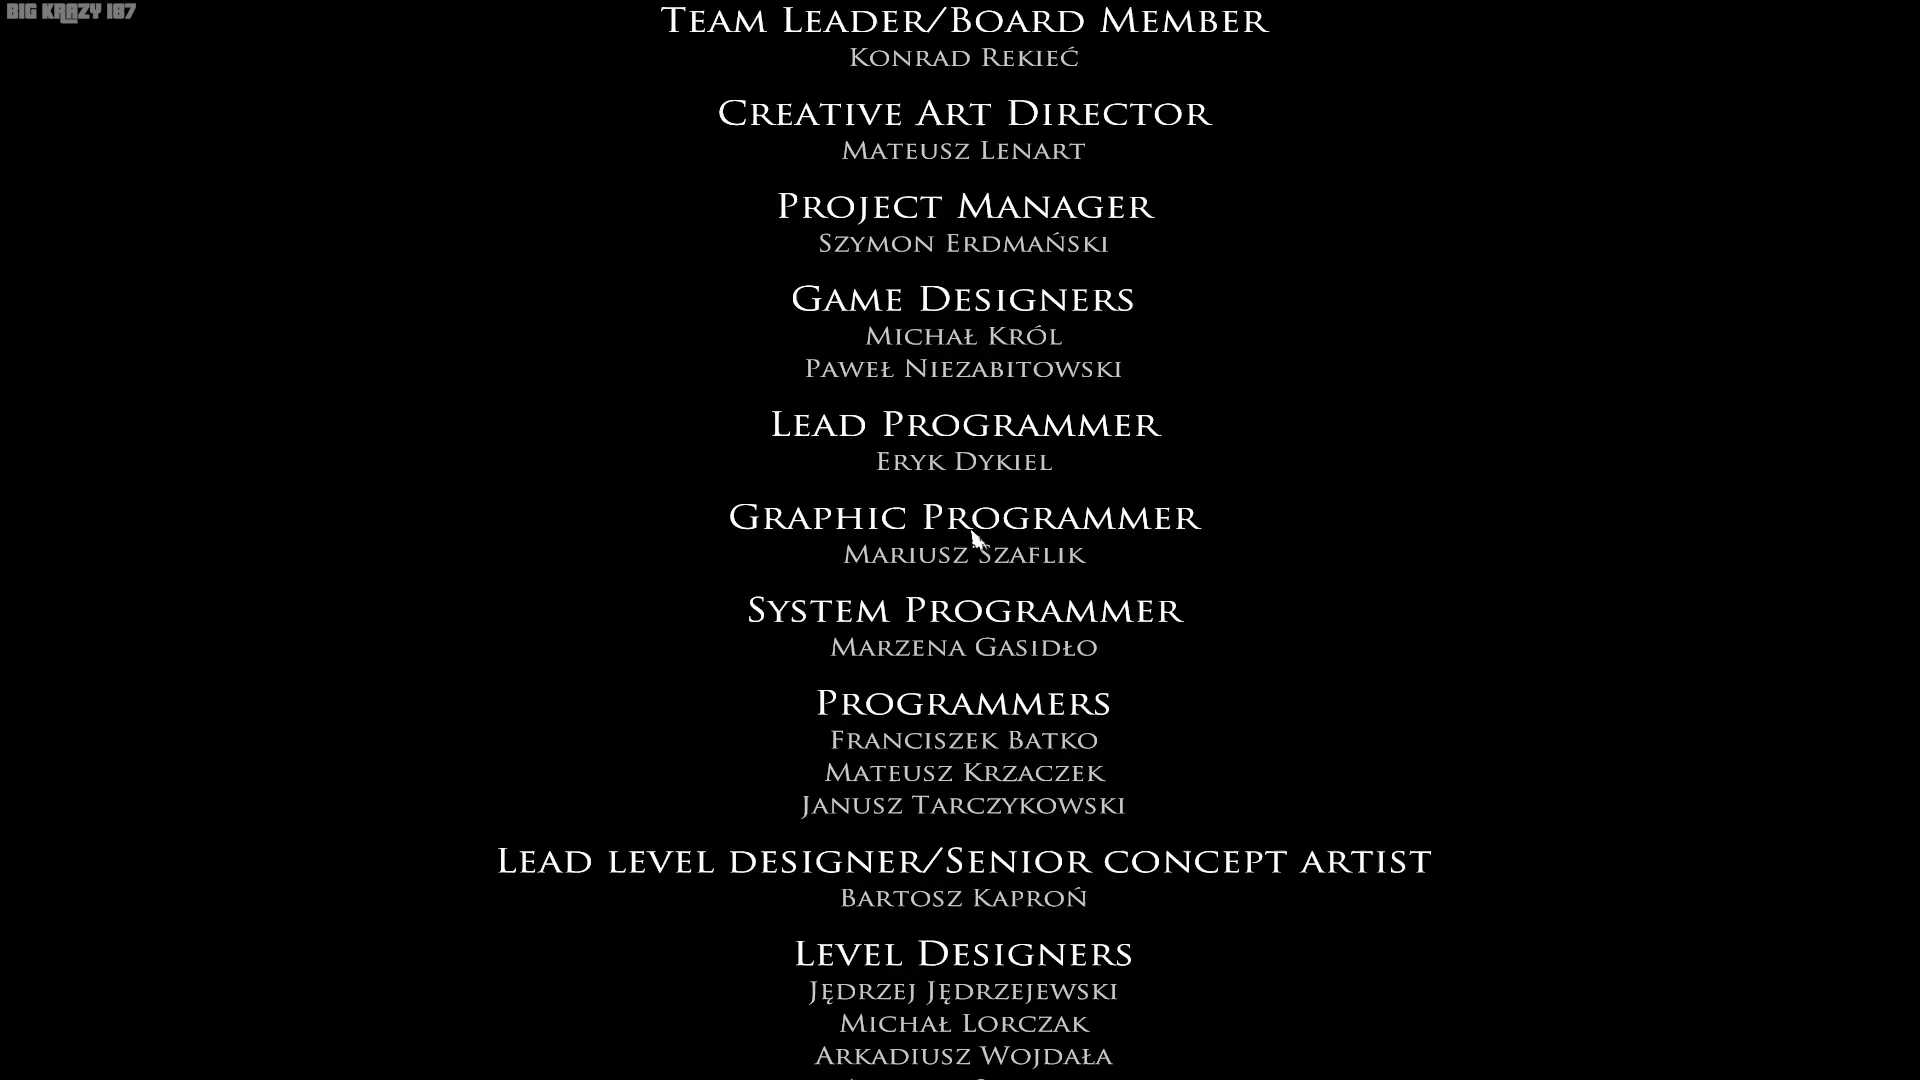 BIG KRAZY 187
Team Leader/Board Member
Konrad Rekieć
Creative Art Director
Mateusz Lenart
Project Manager
Szymon Erdmański
Game Designers
Michał Król
Paweł Niezabitowski
Lead Programmer
Eryk Dykiel
Graphic Programmer
Mariusz Szaflik
System Programmer
Marzena Gasidło
Programmers
Franciszek Batko
Mateusz Krzaczek
Janusz Tarczykowski
Lead level designer/Senior concept artist
Bartosz Kaproń
Level Designers
Jędrzej Jędrzejewski
Michał Lorczak
Arkadiusz Wojdała